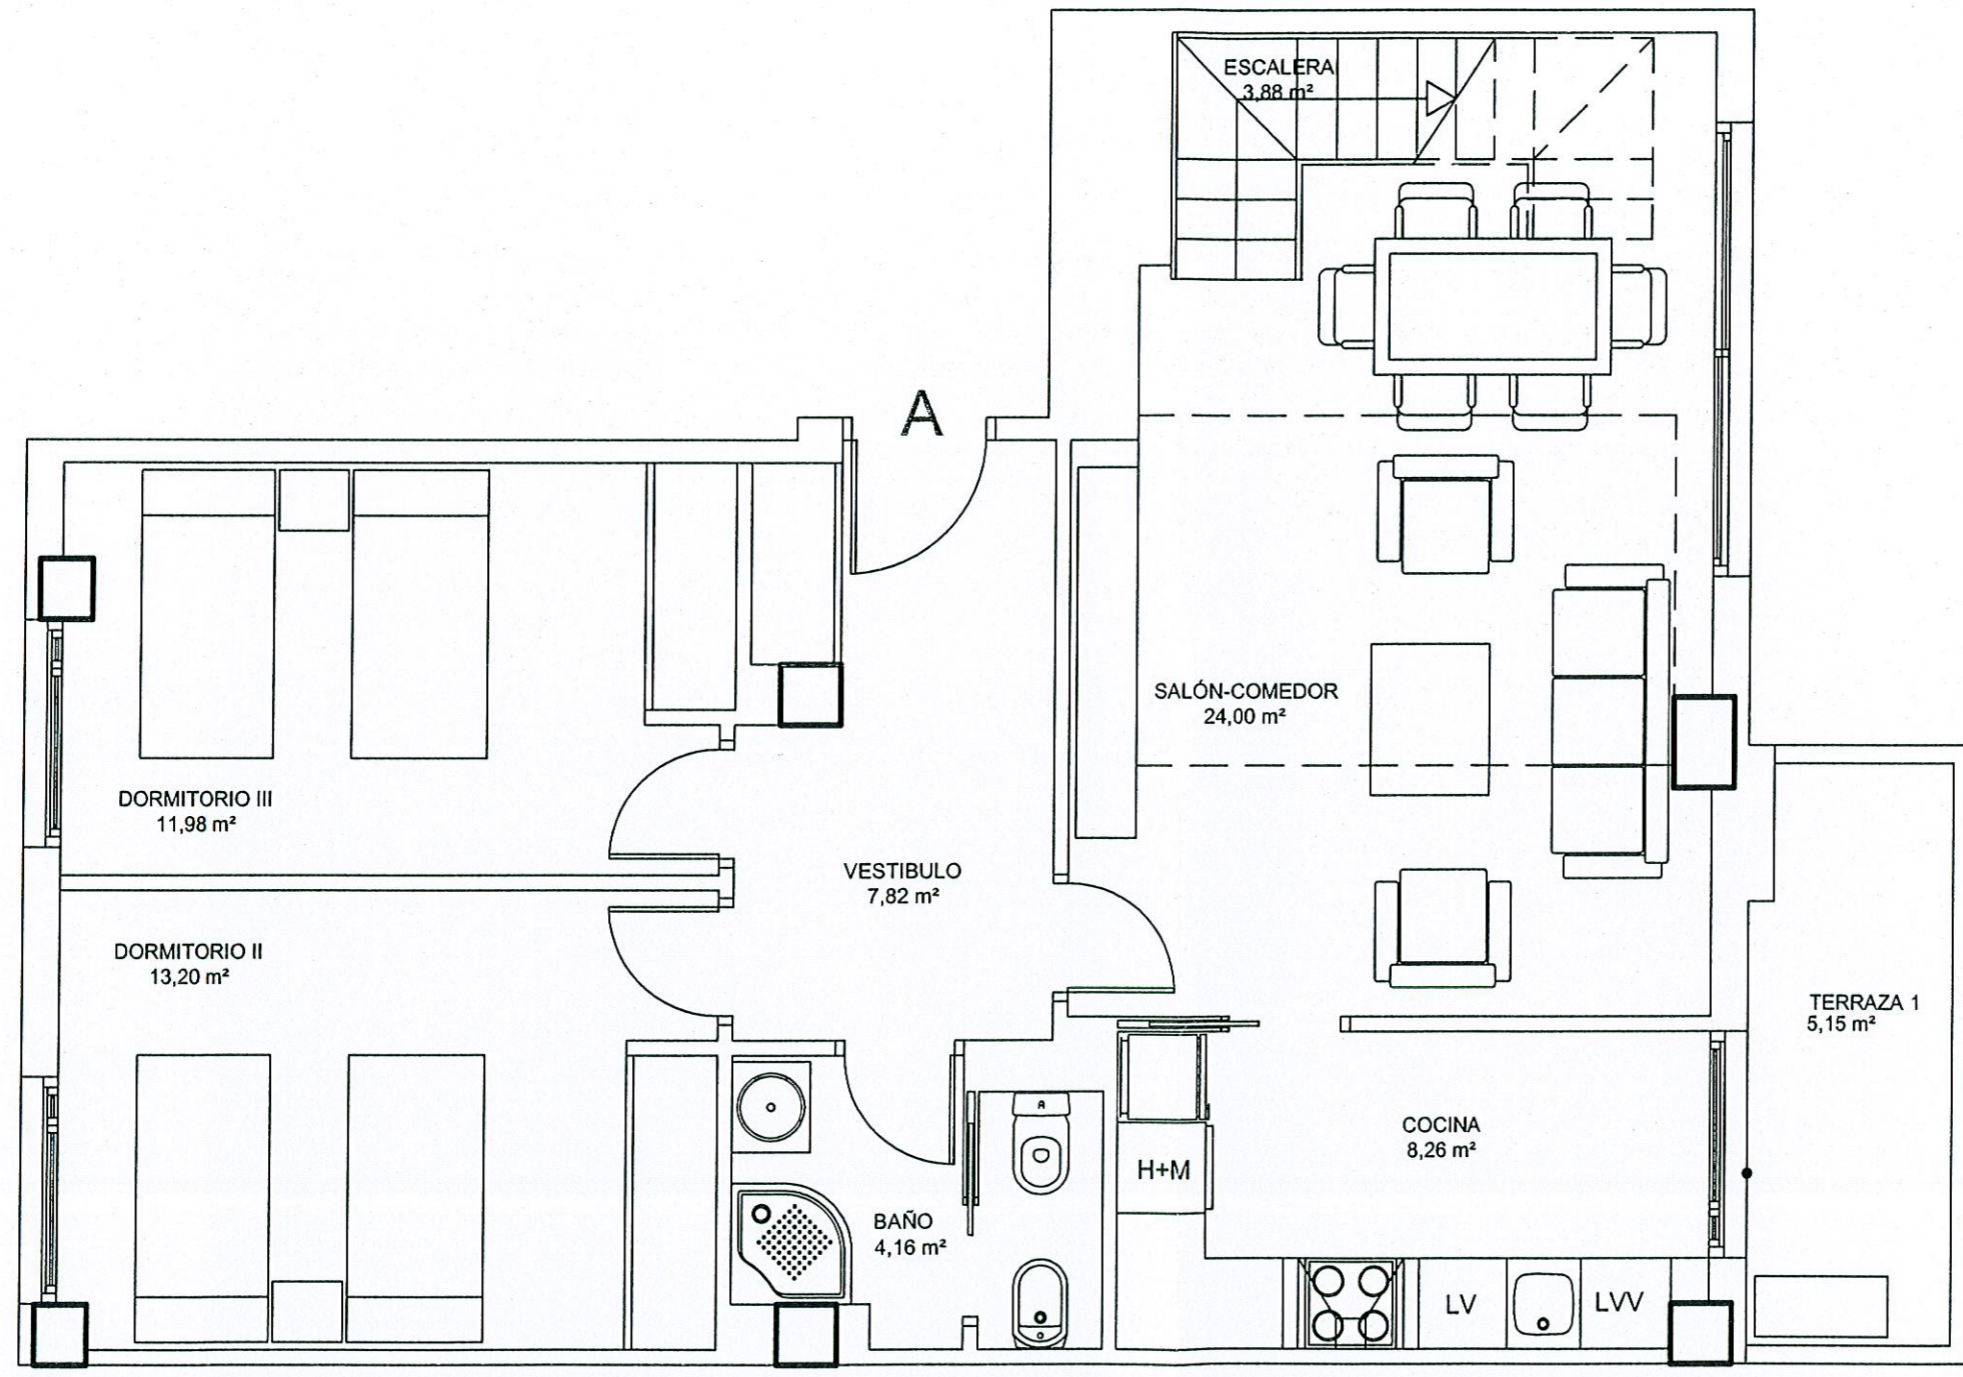 ESCALERA
3,88 m²
A
SALÓN-COMEDOR
24,00 m²
DORMITORIO III
11,98 m²
VESTIBULO
7,82 m²
DORMITORIO II
13,20 m²
TERRAZA 1
5,15 m²
A
COCINA
8,26 m²
H+M
BAÑO
4,16 m²
LV
LVV